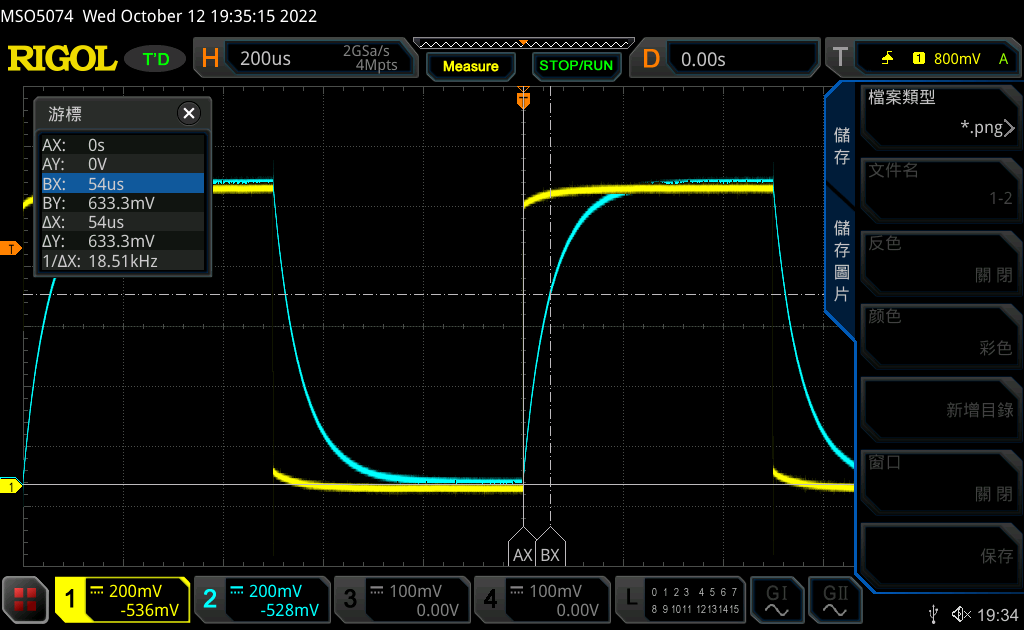 MSO5074 Wed October 12 19:35:15 2022
RIGOL T'D H 200us 2GSa/s 4Mpts Measure STOP/RUN D 0.00s T 1 800mV A
T
游標
AX: 0s
AY: 0V
BX: 54us
BY: 633.3mV
ΔX: 54us
ΔY: 633.3mV
1/ΔX: 18.51kHz
T
1
AX BX
儲存
儲存圖片
檔案類型
*.png
文件名
1-2
反色
關閉
颜色
彩色
新增目錄
窗口
關閉
保存
1 200mV -536mV
2 200mV -528mV
3 100mV 0.00V
4 100mV 0.00V
L 0 1 2 3 4 5 6 7
8 9 10 11 12 13 14 15
GI GII
19:34